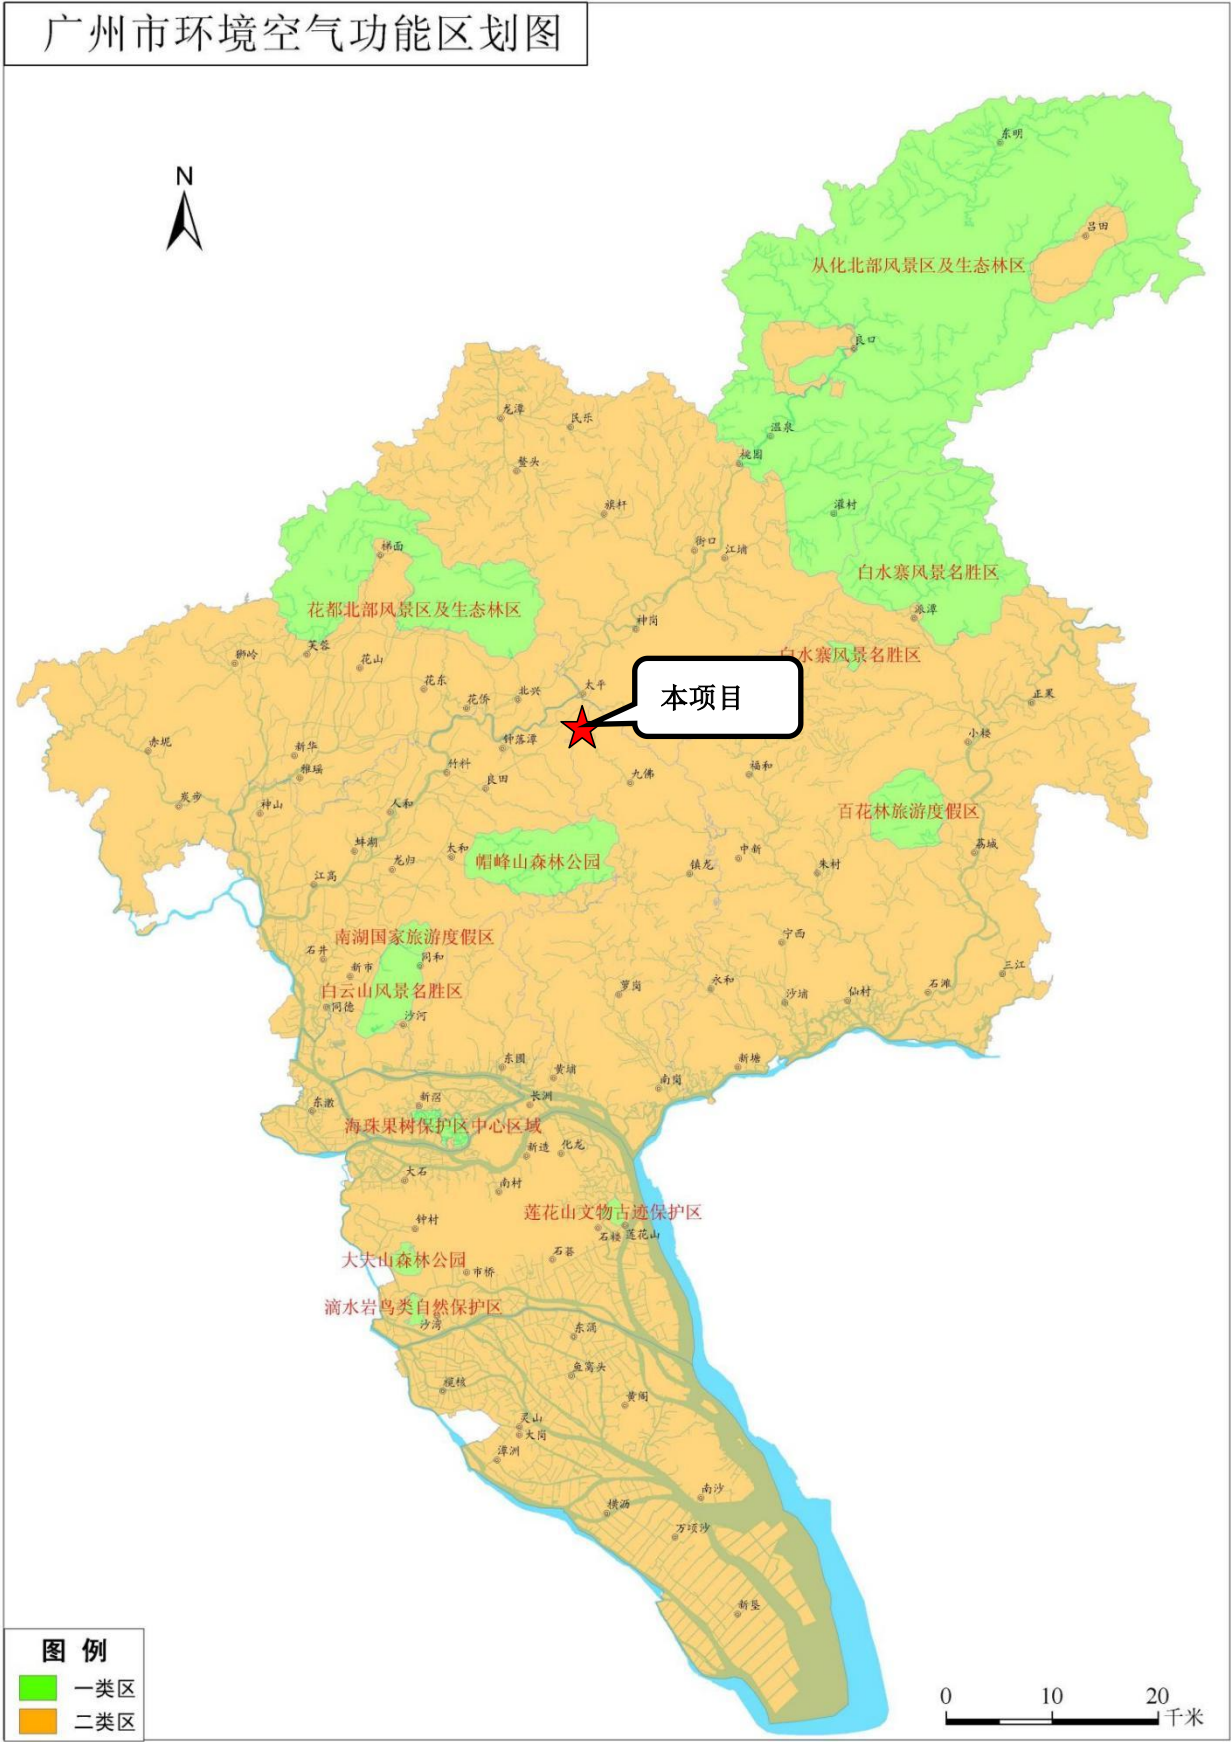 广州市环境空气功能区划图
N
东明
吕田
从化北部风景区及生态林区
良口
龙潭
民乐
温泉
桃园
鳌头
旗杆
灌村
街口
江埔
梯面
白水寨风景名胜区
花都北部风景区及生态林区
派潭
神岗
芙蓉
狮岭
花山
白水寨风景名胜区
花东
太平
北兴
花侨
本项目
正果
赤坭
新华
钟落潭
小楼
雅瑶
竹料
良田
九佛
福和
炭步
神山
人和
百花林旅游度假区
蚌湖
太和
龙归
帽峰山森林公园
中新
荔城
镇龙
朱村
江高
南湖国家旅游度假区
宁西
石井
同和
新市
三江
白云山风景名胜区
萝岗
永和
沙埔
仙村
石滩
同德
沙河
东圃
黄埔
新塘
南岗
东漖
新滘
长洲
海珠果树保护区中心区域
新造
化龙
大石
南村
莲花山文物古迹保护区
钟村
石楼
莲花山
石碁
大夫山森林公园
市桥
滴水岩鸟类自然保护区
沙湾
东涌
鱼窝头
榄核
黄阁
灵山
大岗
潭洲
南沙
横沥
万顷沙
新垦
图 例
一类区
二类区
0 10 20
千米